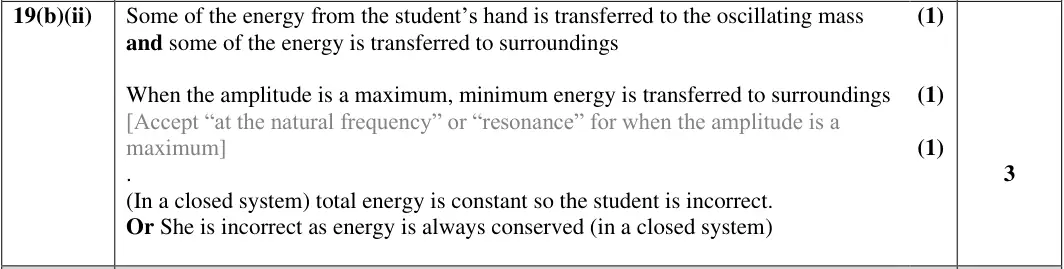 19(b)(ii) Some of the energy from the student’s hand is transferred to the oscillating mass (1)
and some of the energy is transferred to surroundings
When the amplitude is a maximum, minimum energy is transferred to surroundings (1)
[Accept “at the natural frequency” or “resonance” for when the amplitude is a
maximum] (1)
. 3
(In a closed system) total energy is constant so the student is incorrect.
Or She is incorrect as energy is always conserved (in a closed system)